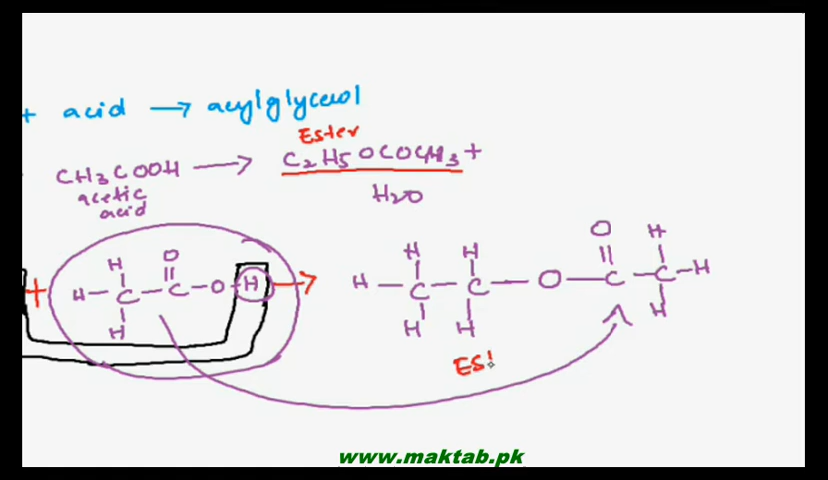 + acid → acylglycerol
Ester
CH3COOH → C2H5OCOCH3 +
acetic
acid
H2O
H O
H H O H
+ H — C — C — O — H → H — C — C — O — C — C — H
H
H H H
ES
www.maktab.pk